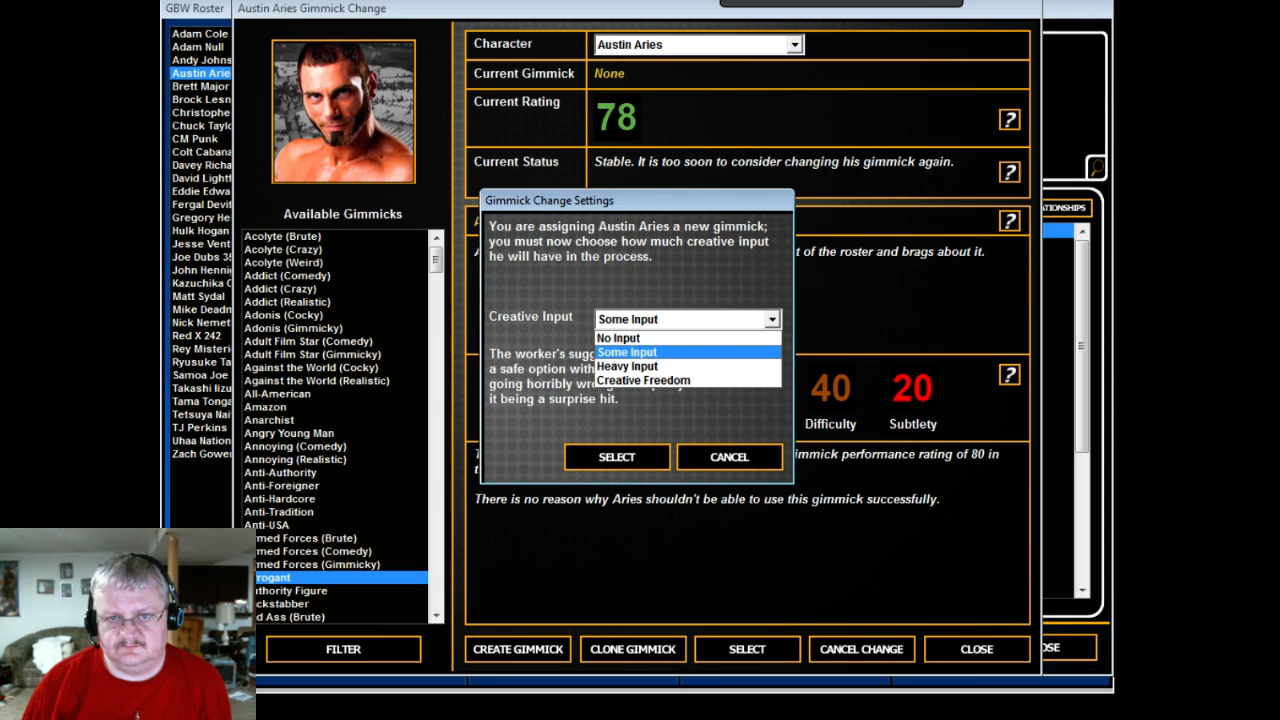 GBW Roster
Austin Aries Gimmick Change
Adam Cole
Adam Null
Andy Johns
Austin Arie
Brett Major
Brock Lesn
Christophe
Chuck Taylo
CM Punk
Colt Cabana
Davey Richa
David Lightf
Eddie Edwa
Fergal Devit
Gregory He
Hulk Hogan
Jesse Vent
Joe Dubs 35
John Henni
Kazuchika O
Matt Sydal
Mike Deadn
Nick Nemet
Red X 242
Rey Misteri
Ryusuke Ta
Samoa Joe
Takashi Iizu
Tama Tonga
Tetsuya Nai
TJ Perkins
Uhaa Nation
Zach Gower
Available Gimmicks
Acolyte (Brute)
Acolyte (Crazy)
Acolyte (Weird)
Addict (Comedy)
Addict (Crazy)
Addict (Realistic)
Adonis (Cocky)
Adonis (Gimmicky)
Adult Film Star (Comedy)
Adult Film Star (Gimmicky)
Against the World (Cocky)
Against the World (Realistic)
All-American
Amazon
Anarchist
Angry Young Man
Annoying (Comedy)
Annoying (Realistic)
Anti-Authority
Anti-Foreigner
Anti-Hardcore
Anti-Tradition
Anti-USA
rmed Forces (Brute)
rmed Forces (Comedy)
rmed Forces (Gimmicky)
rrogant
uthority Figure
ckstabber
d Ass (Brute)
FILTER
Character
Austin Aries
Current Gimmick
None
Current Rating
78
?
Current Status
Stable. It is too soon to consider changing his gimmick again.
?
?
t of the roster and brags about it.
Gimmick Change Settings
You are assigning Austin Aries a new gimmick;
you must now choose how much creative input
he will have in the process.
Creative Input
Some Input
No Input
Some Input
Heavy Input
Creative Freedom
The worker's sugg
a safe option with
going horribly wr
it being a surprise hit.
SELECT
CANCEL
40
20
?
Difficulty
Subtlety
immick performance rating of 80 in
There is no reason why Aries shouldn't be able to use this gimmick successfully.
CREATE GIMMICK
CLONE GIMMICK
SELECT
CANCEL CHANGE
CLOSE
ATIONSHIPS
OSE